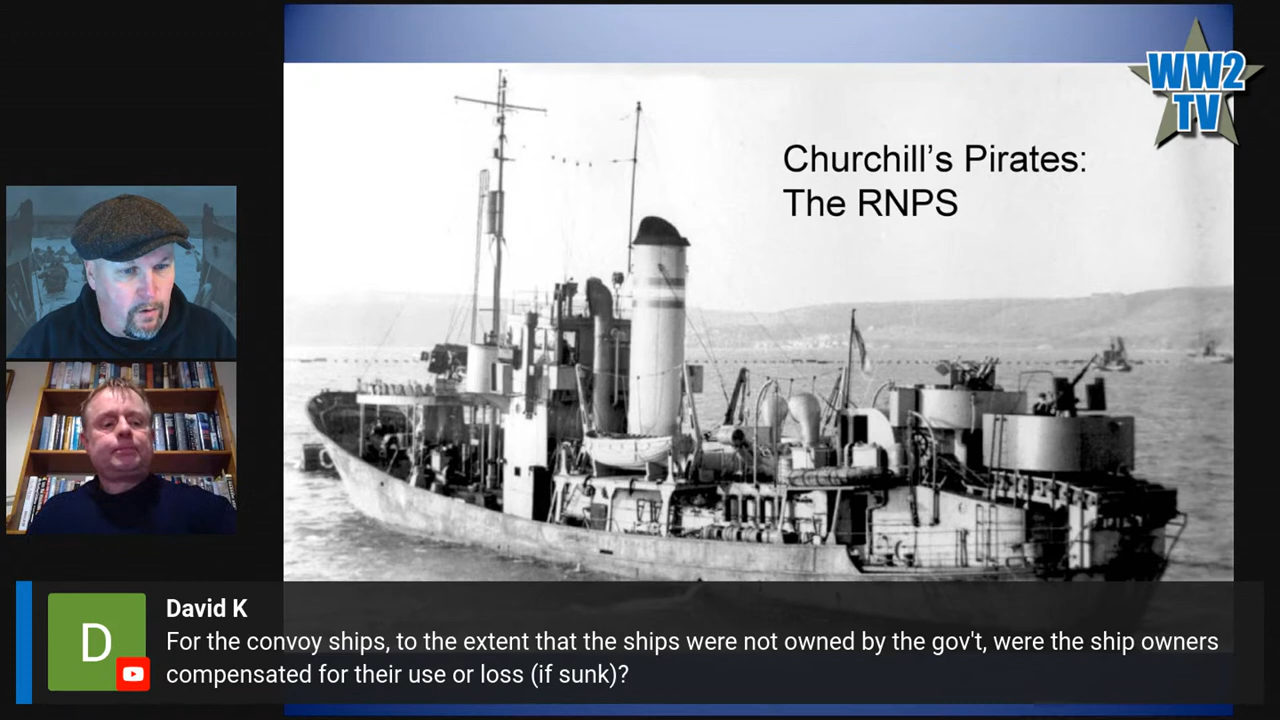 WW2
TV
Churchill's Pirates:
The RNPS
D
David K
For the convoy ships, to the extent that the ships were not owned by the gov't, were the ship owners
compensated for their use or loss (if sunk)?